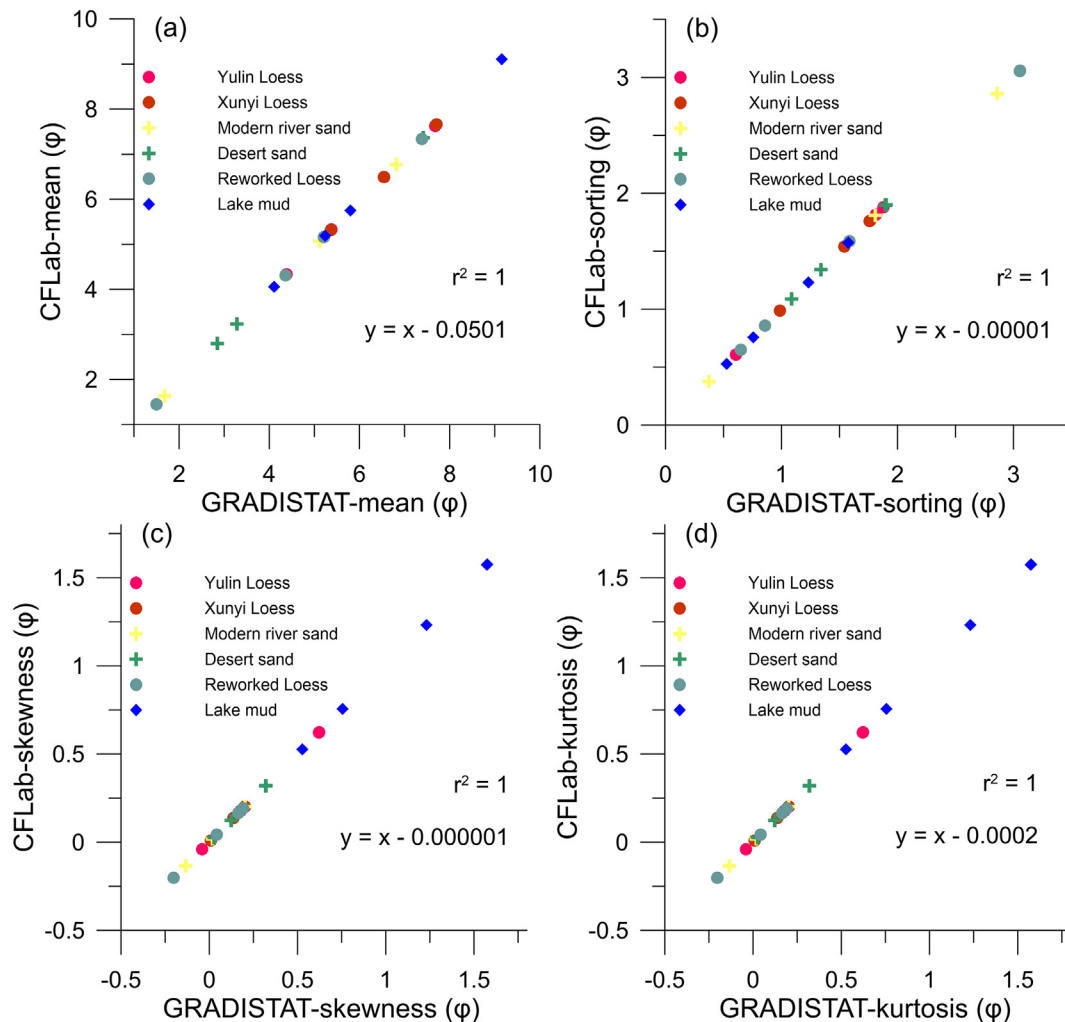 (a)
10
8
6
4
2
CFLab-mean (φ)
Yulin Loess
Xunyi Loess
Modern river sand
Desert sand
Reworked Loess
Lake mud
r² = 1
y = x - 0.0501
2 4 6 8 10
GRADISTAT-mean (φ)
(b)
3
2
1
0
CFLab-sorting (φ)
Yulin Loess
Xunyi Loess
Modern river sand
Desert sand
Reworked Loess
Lake mud
r² = 1
y = x - 0.00001
0 1 2 3
GRADISTAT-sorting (φ)
(c)
1.5
1
0.5
0
-0.5
CFLab-skewness (φ)
Yulin Loess
Xunyi Loess
Modern river sand
Desert sand
Reworked Loess
Lake mud
r² = 1
y = x - 0.000001
-0.5 0 0.5 1 1.5
GRADISTAT-skewness (φ)
(d)
1.5
1
0.5
0
-0.5
CFLab-kurtosis (φ)
Yulin Loess
Xunyi Loess
Modern river sand
Desert sand
Reworked Loess
Lake mud
r² = 1
y = x - 0.0002
-0.5 0 0.5 1 1.5
GRADISTAT-kurtosis (φ)